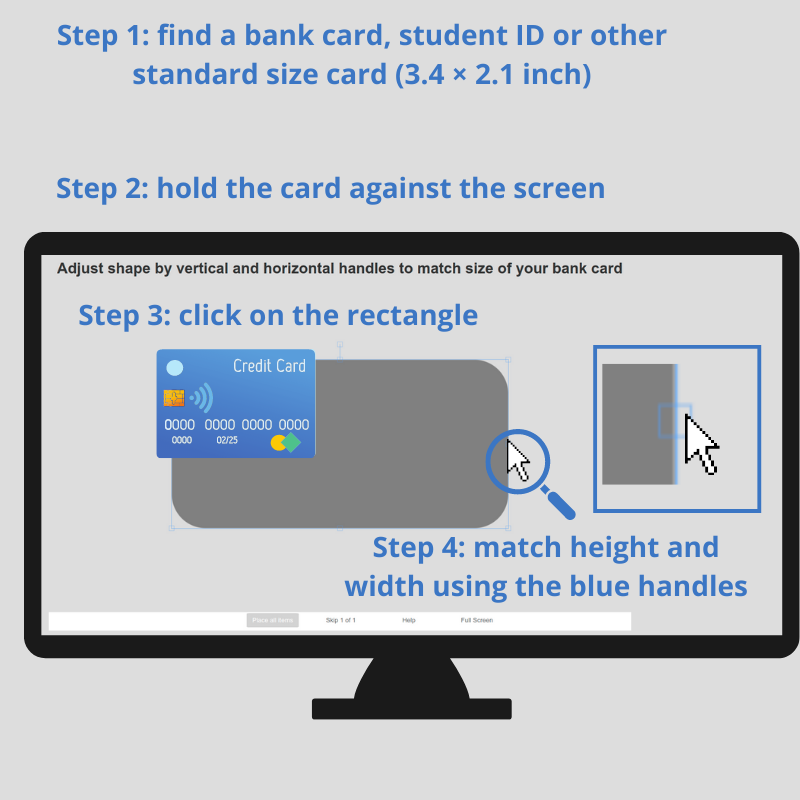 Step 1: find a bank card, student ID or other
standard size card (3.4 × 2.1 inch)
Step 2: hold the card against the screen
Adjust shape by vertical and horizontal handles to match size of your bank card
Step 3: click on the rectangle
Credit Card
0000 0000 0000 0000
0000 02/25
Step 4: match height and
width using the blue handles
Place all items Skip 1 of 1 Help Full Screen